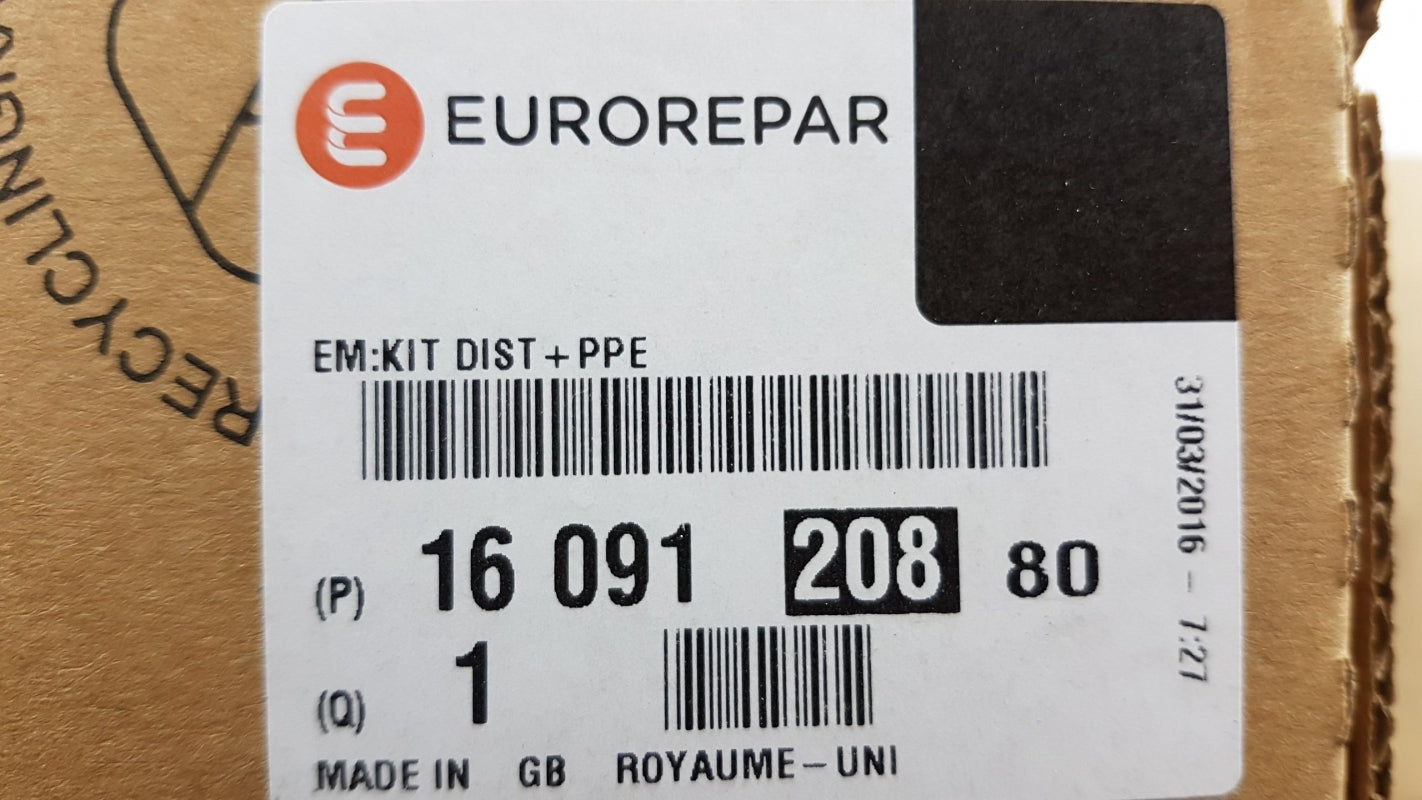 EUROREPAR
EM:KIT DIST+PPE
(P) 16 091 208 80
(Q) 1
MADE IN GB ROYAUME-UNI
31/03/2016 - 7:27
RECYCLING